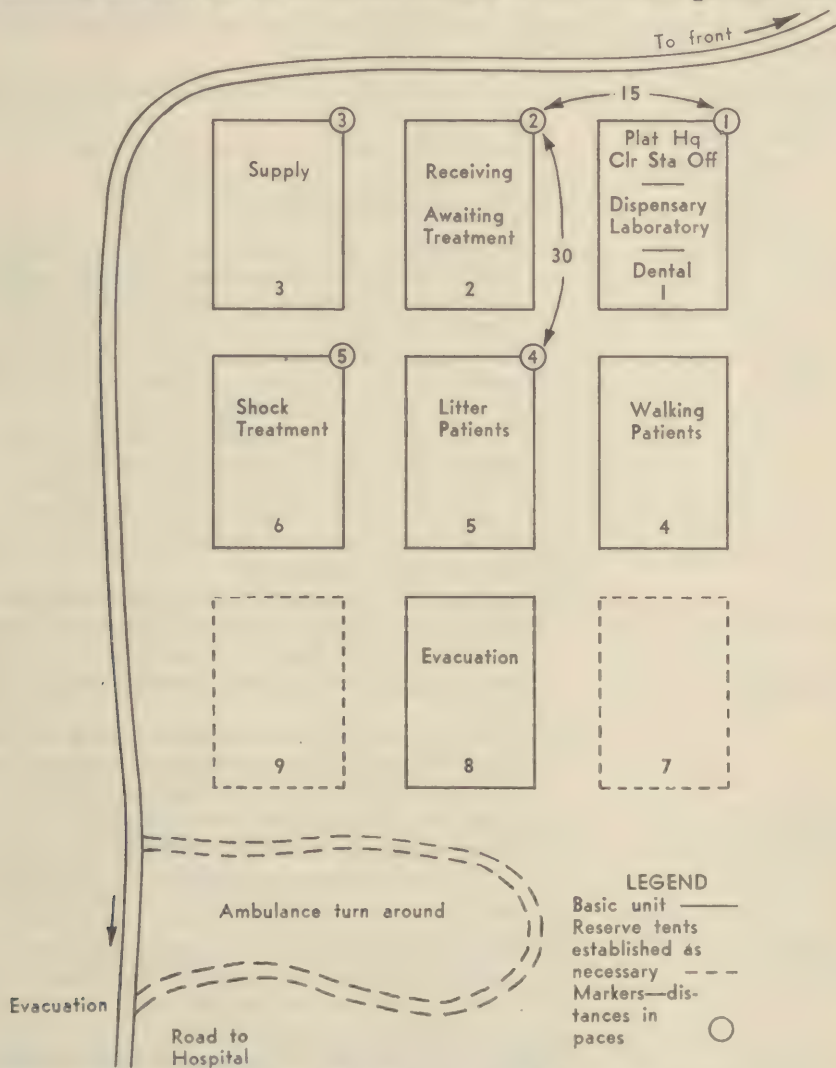 To front
15
3
2
1
Supply
3
Receiving
Awaiting
Treatment
2
Plat Hq
Clr Sta Off
Dispensary
Laboratory
Dental
1
30
5
4
Shock
Treatment
6
Litter
Patients
5
Walking
Patients
4
9
Evacuation
8
7
Ambulance turn around
Evacuation
Road to
Hospital
LEGEND
Basic unit
Reserve tents
established as
necessary
Markers—dis-
tances in
paces